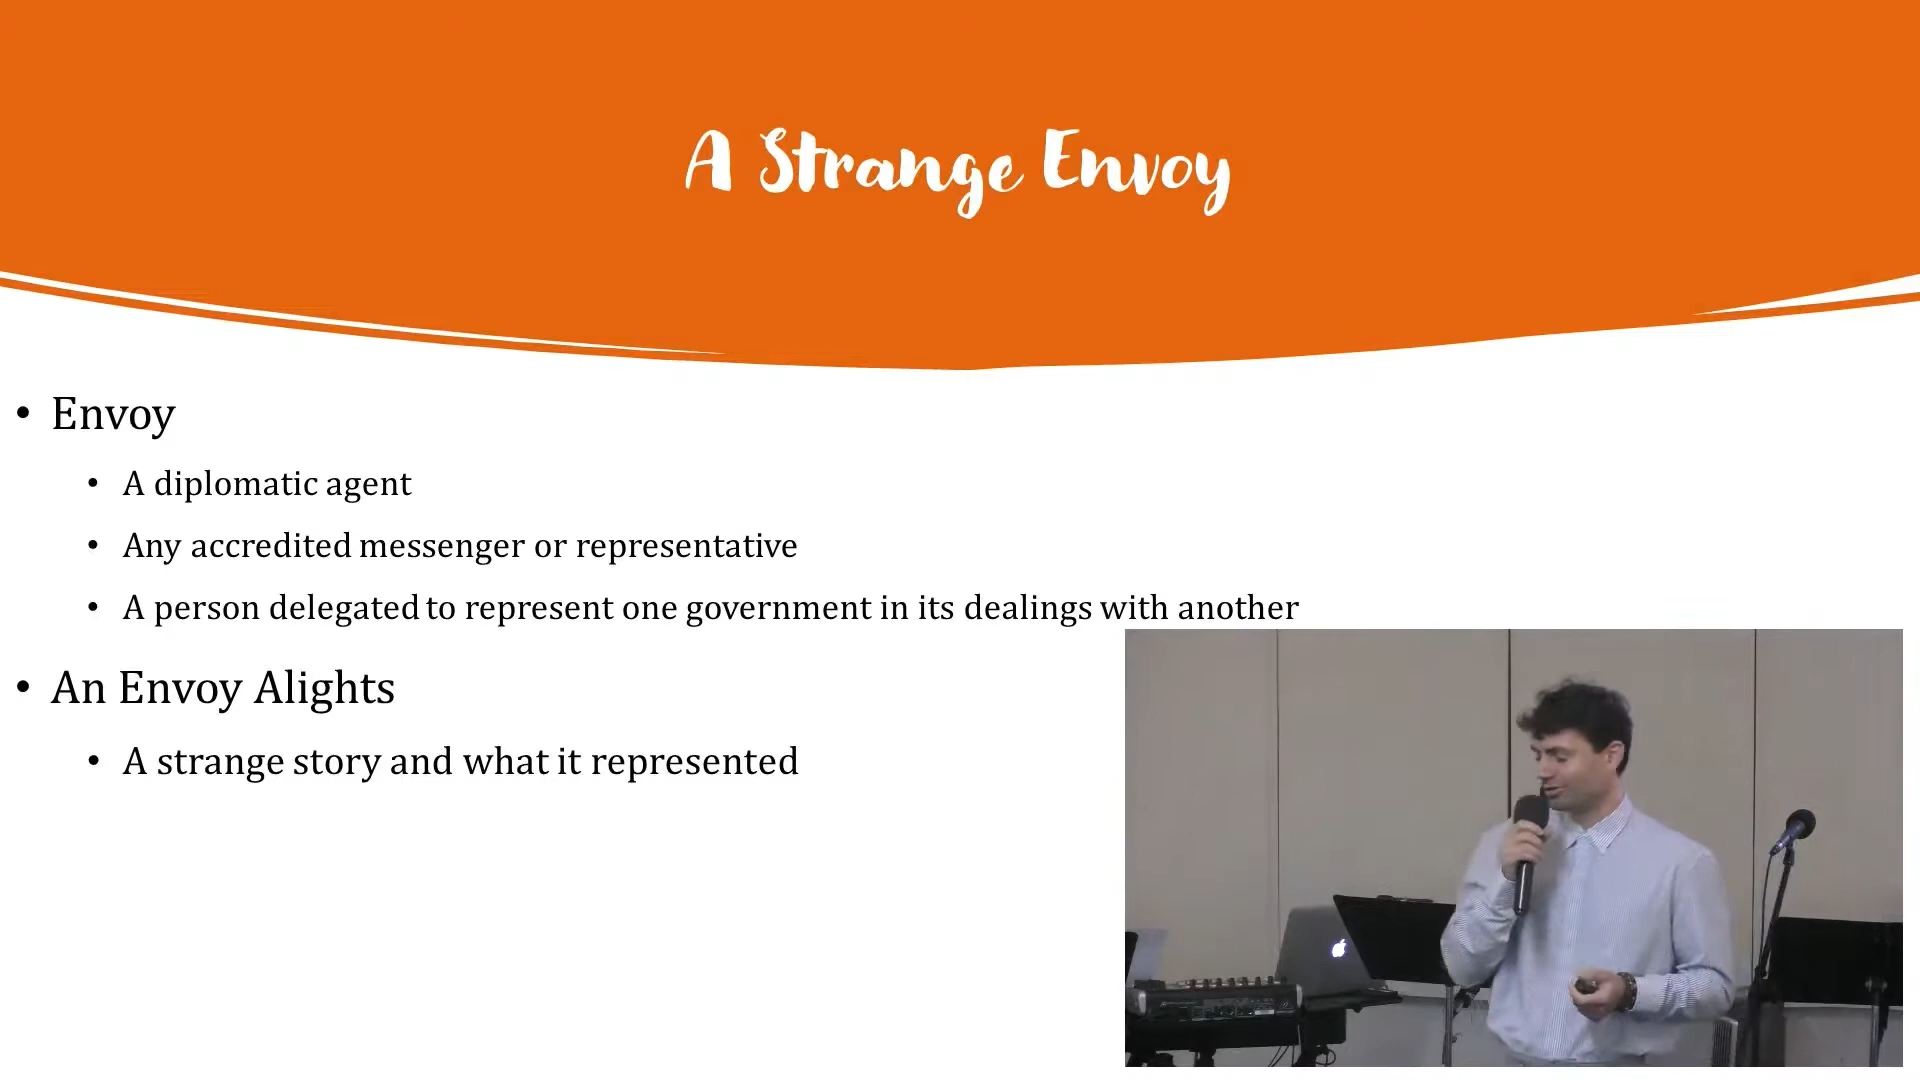 A Strange Envoy
• Envoy
• A diplomatic agent
• Any accredited messenger or representative
• A person delegated to represent one government in its dealings with another
• An Envoy Alights
• A strange story and what it represented